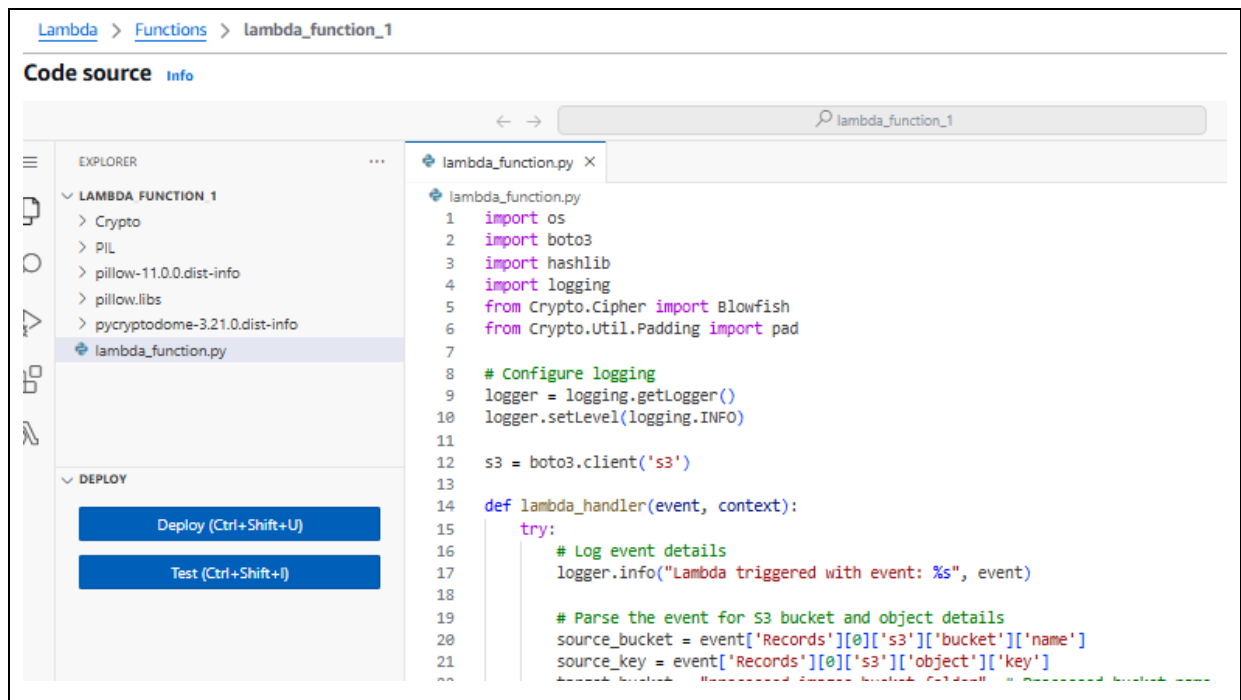 Lambda > Functions > lambda_function_1
Code source Info
lambda_function_1
EXPLORER
LAMBDA_FUNCTION_1
> Crypto
> PIL
> pillow-11.0.0.dist-info
> pillow.libs
> pycryptodome-3.21.0.dist-info
lambda_function.py
DEPLOY
Deploy (Ctrl+Shift+U)
Test (Ctrl+Shift+I)
lambda_function.py ×
lambda_function.py
1 import os
2 import boto3
3 import hashlib
4 import logging
5 from Crypto.Cipher import Blowfish
6 from Crypto.Util.Padding import pad
7
8 # Configure logging
9 logger = logging.getLogger()
10 logger.setLevel(logging.INFO)
11
12 s3 = boto3.client('s3')
13
14 def lambda_handler(event, context):
15 try:
16 # Log event details
17 logger.info("Lambda triggered with event: %s", event)
18
19 # Parse the event for S3 bucket and object details
20 source_bucket = event['Records'][0]['s3']['bucket']['name']
21 source_key = event['Records'][0]['s3']['object']['key']